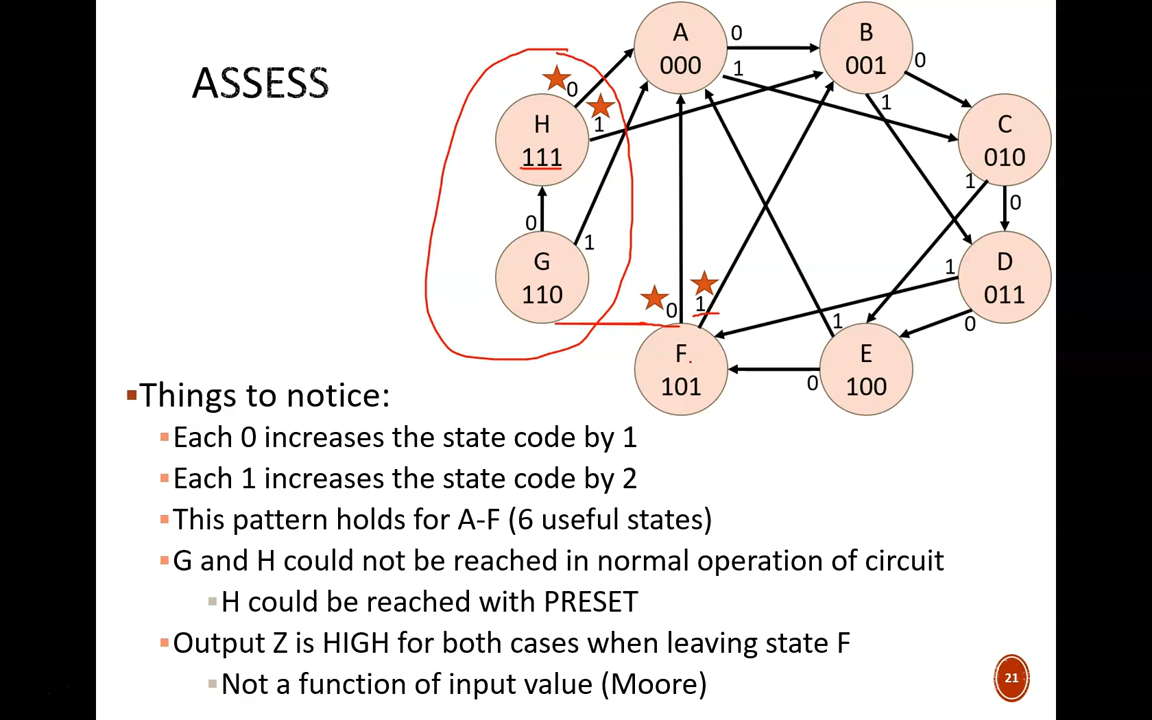 ASSESS
A
000
0
1
B
001
0
1
H
111
0
1
C
010
1
0
G
110
0
1
D
011
1
0
F
101
0
1
E
100
1
0
▪Things to notice:
▪Each 0 increases the state code by 1
▪Each 1 increases the state code by 2
▪This pattern holds for A-F (6 useful states)
▪G and H could not be reached in normal operation of circuit
▪H could be reached with PRESET
▪Output Z is HIGH for both cases when leaving state F
▪Not a function of input value (Moore)
21